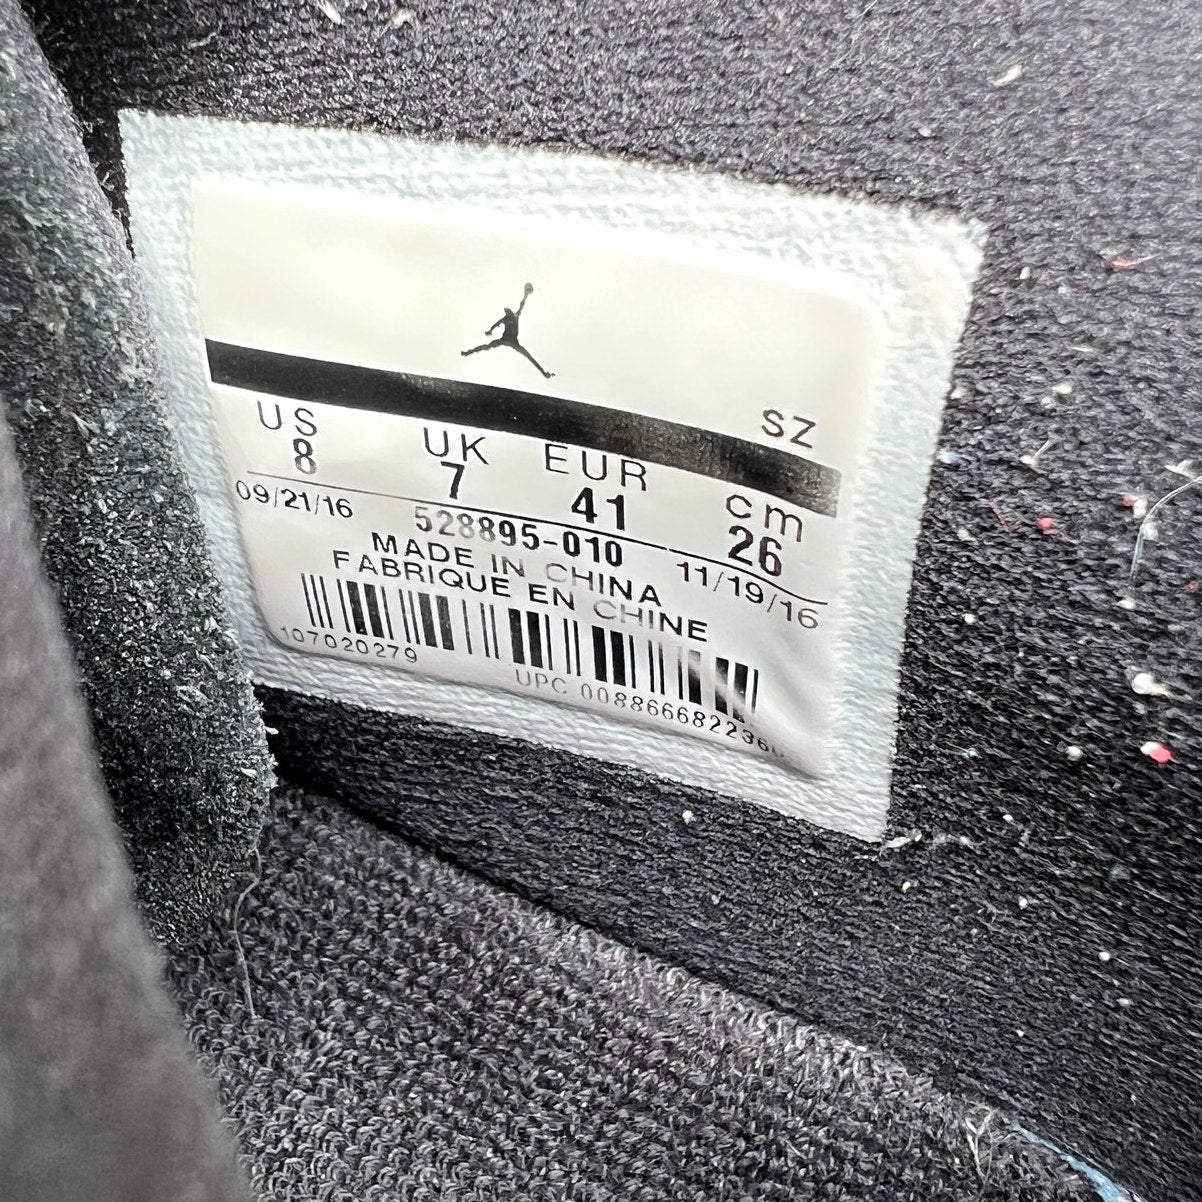 SZ
US UK EUR cm
8 7 41 26
09/21/16 528895-010 11/19/16
MADE IN CHINA
FABRIQUE EN CHINE
107020279
UPC